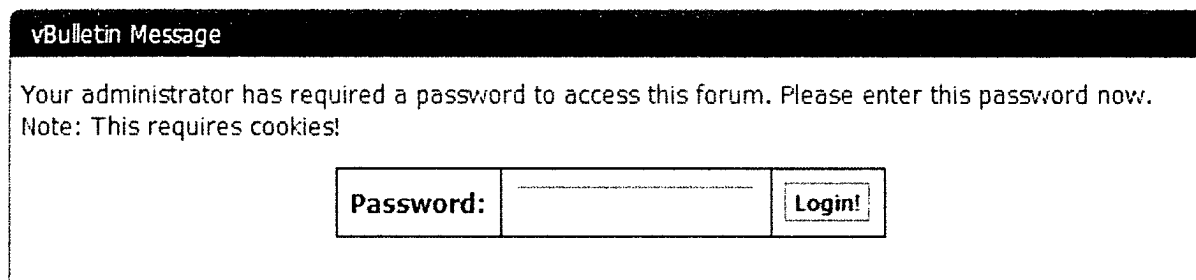 vBulletin Message
Your administrator has required a password to access this forum. Please enter this password now.
Note: This requires cookies!
Password: Login!